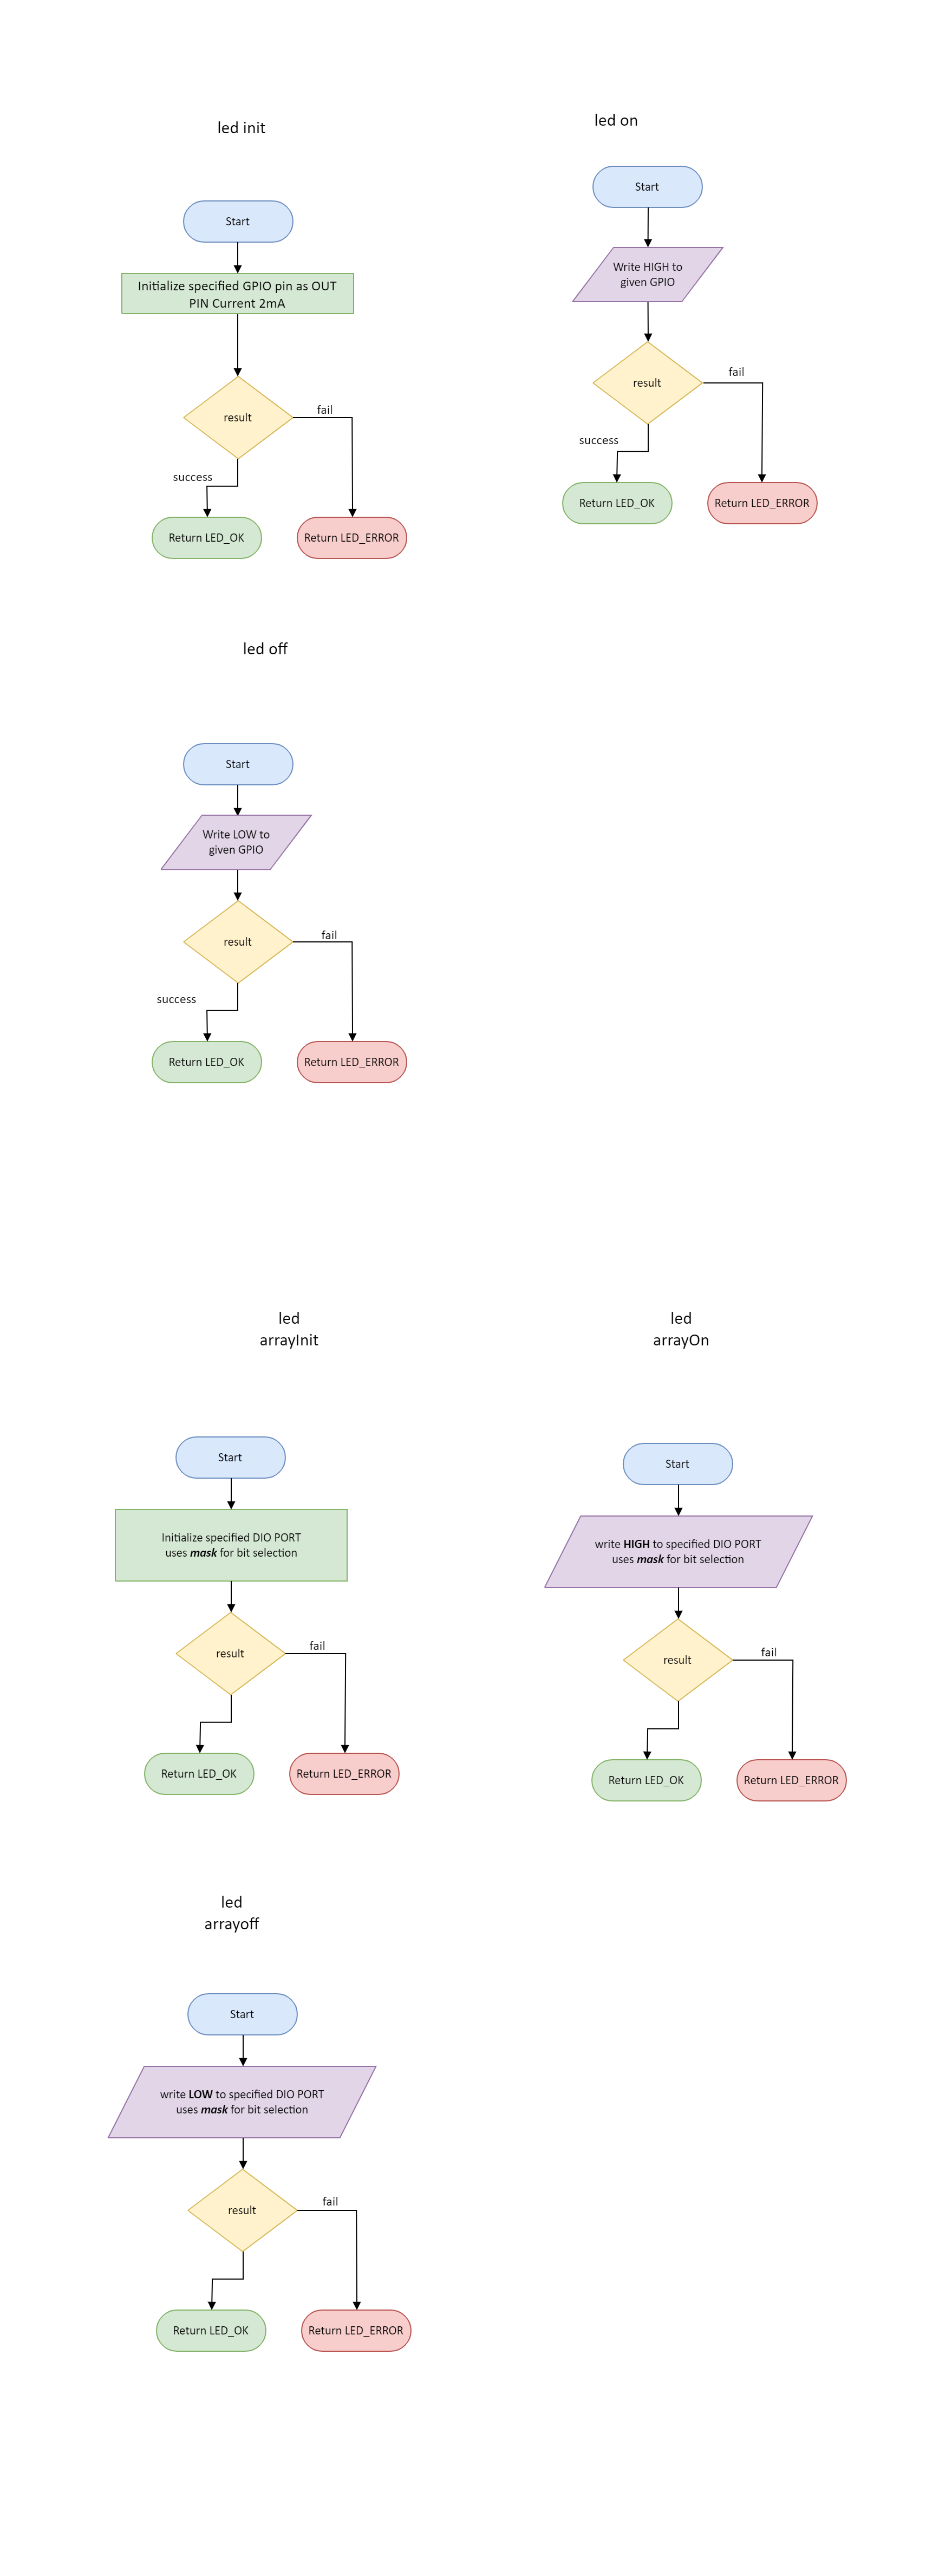 led init
Start
Initialize specified GPIO pin as OUT
PIN Current 2mA
result
fail
success
Return LED_OK
Return LED_ERROR
led on
Start
Write HIGH to
given GPIO
result
fail
success
Return LED_OK
Return LED_ERROR
led off
Start
Write LOW to
given GPIO
result
fail
success
Return LED_OK
Return LED_ERROR
led
arrayInit
Start
Initialize specified DIO PORT
uses mask for bit selection
result
fail
Return LED_OK
Return LED_ERROR
led
arrayOn
Start
write HIGH to specified DIO PORT
uses mask for bit selection
result
fail
Return LED_OK
Return LED_ERROR
led
arrayoff
Start
write LOW to specified DIO PORT
uses mask for bit selection
result
fail
Return LED_OK
Return LED_ERROR